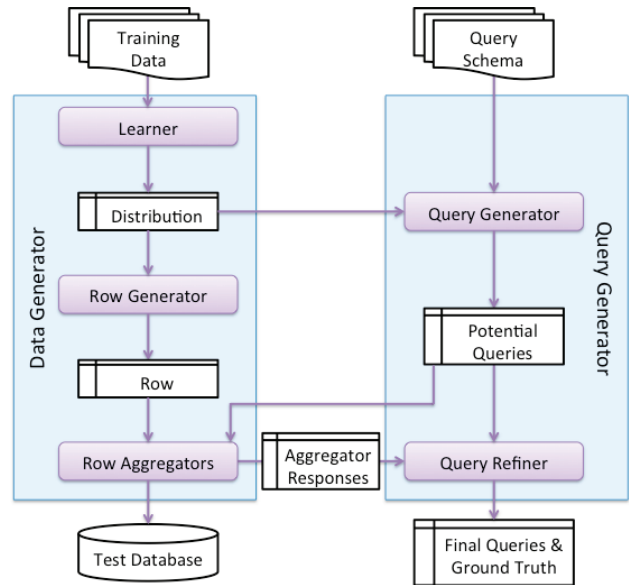 Training
Data
Query
Schema
Data Generator
Learner
Distribution
Row Generator
Row
Row Aggregators
Test Database
Aggregator
Responses
Query Generator
Query Generator
Potential
Queries
Query Refiner
Final Queries &
Ground Truth